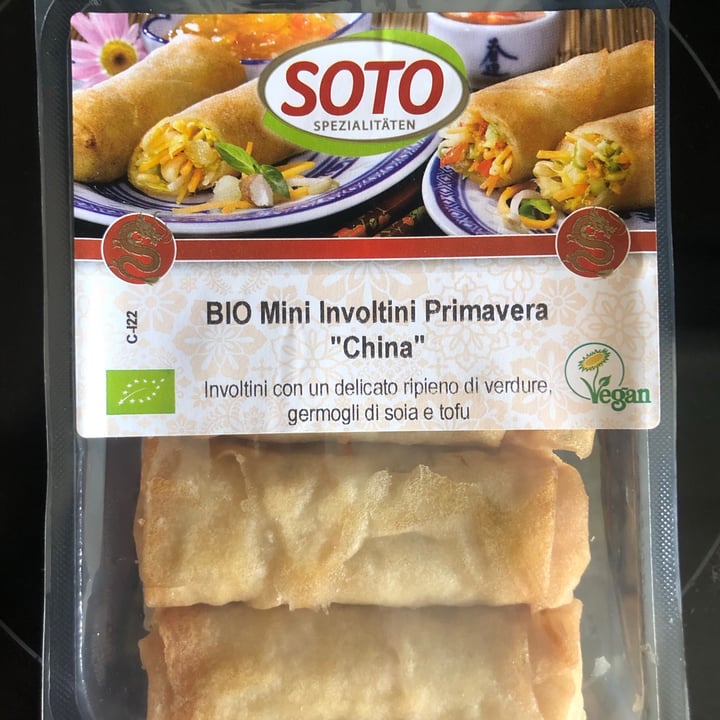 SOTO
SPEZIALITÄTEN
C-I22
BIO Mini Involtini Primavera
"China"
Involtini con un delicato ripieno di verdure,
germogli di soia e tofu
Vegan